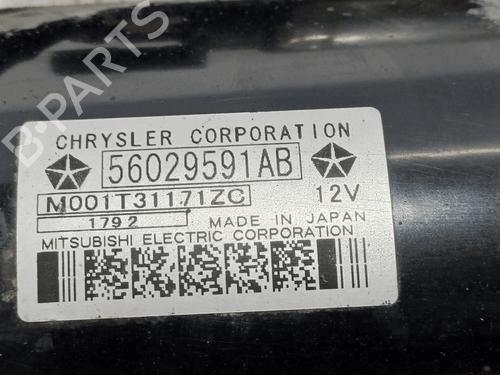 B-PARTS
CHRYSLER CORPORATION
56029591AB
M001T31171ZC 12V
1792 MADE IN JAPAN
MITSUBISHI ELECTRIC CORPORATION